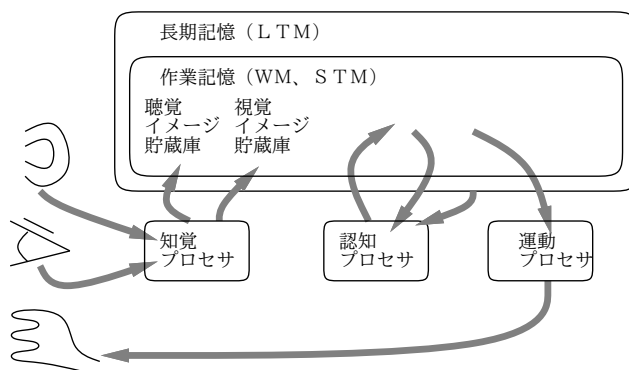 長期記憶（ＬＴＭ）
作業記憶（WM、ＳＴＭ）
聴覚
イメージ
貯蔵庫
視覚
イメージ
貯蔵庫
知覚
プロセサ
認知
プロセサ
運動
プロセサ